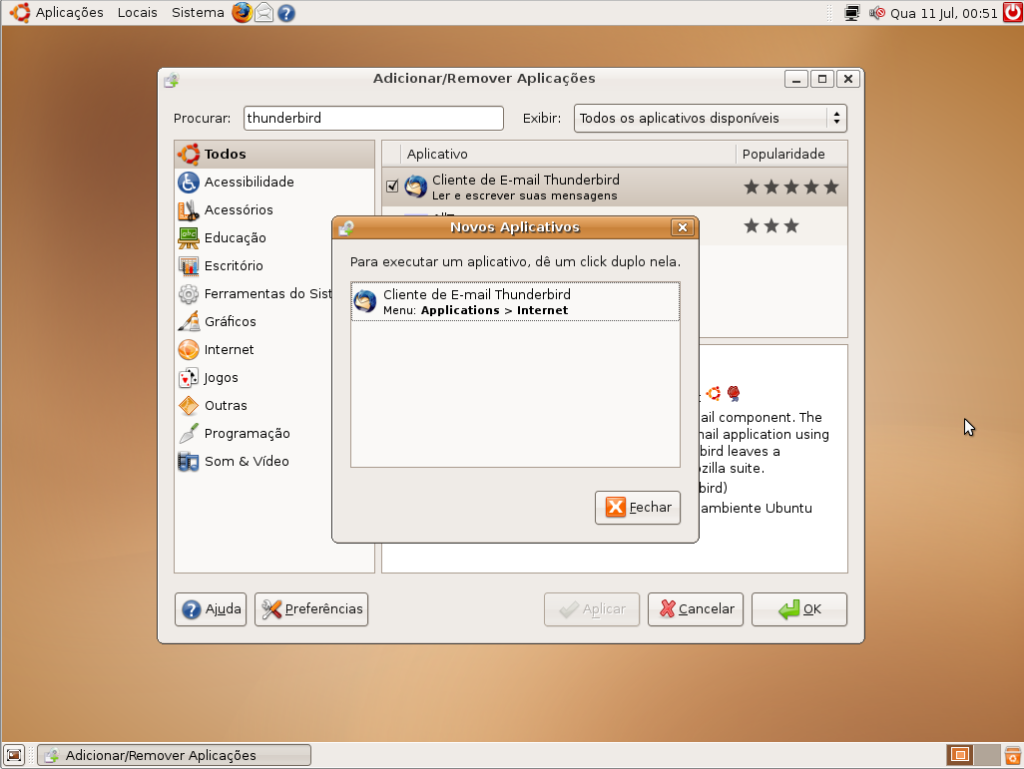 Aplicações Locais Sistema Qua 11 Jul, 00:51
Adicionar/Remover Aplicações
Procurar: thunderbird Exibir: Todos os aplicativos disponíveis
Todos
Acessibilidade
Acessórios
Educação
Escritório
Ferramentas do Sist
Gráficos
Internet
Jogos
Outras
Programação
Som & Vídeo
Aplicativo Popularidade
Cliente de E-mail Thunderbird
Ler e escrever suas mensagens
Novos Aplicativos
Para executar um aplicativo, dê um click duplo nela.
Cliente de E-mail Thunderbird
Menu: Applications > Internet
Fechar
ail component. The
nail application using
bird leaves a
ozilla suite.
bird)
ambiente Ubuntu
Ajuda Preferências Aplicar Cancelar OK
Adicionar/Remover Aplicações